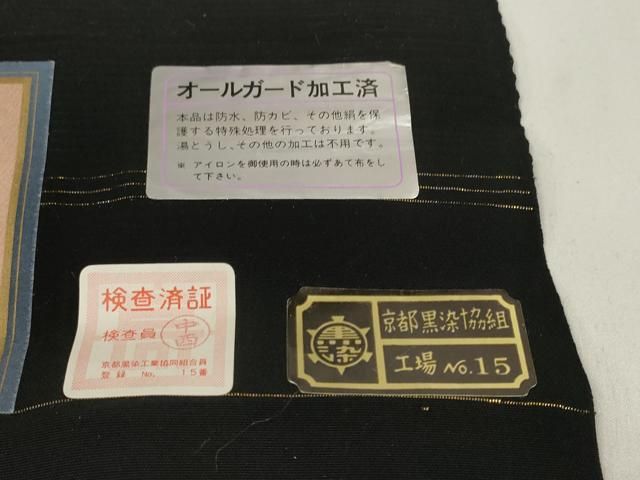 オールガード加工済
本品は防水、防カビ、その他絹を保
護する特殊処理を行っております。
湯とうし、その他の加工は不用です。
※ アイロンを御使用の時は必ずあて布をし
て下さい。
検査済証
検査員 中西
京都黒染工業協同組合員
登録 No. 15番
黒染
京都黒染協組
工場 No.15